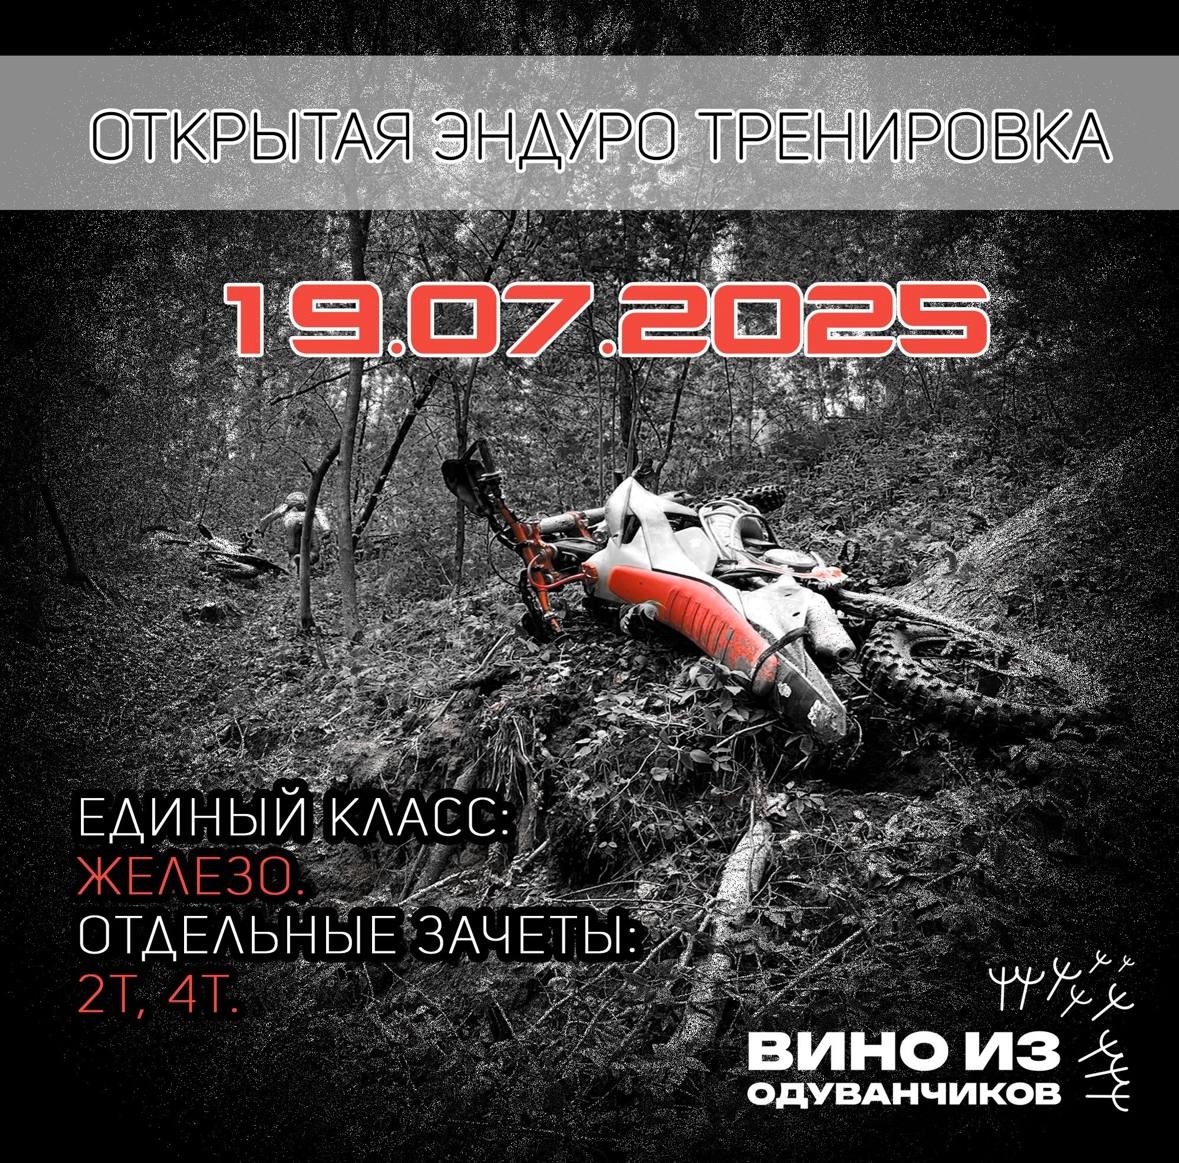 ОТКРЫТАЯ ЭНДУРО ТРЕНИРОВКА
19.07.2025
ЕДИНЫЙ КЛАСС:
ЖЕЛЕЗО.
ОТДЕЛЬНЫЕ ЗАЧЕТЫ:
2Т, 4Т.
ВИНО ИЗ
ОДУВАНЧИКОВ